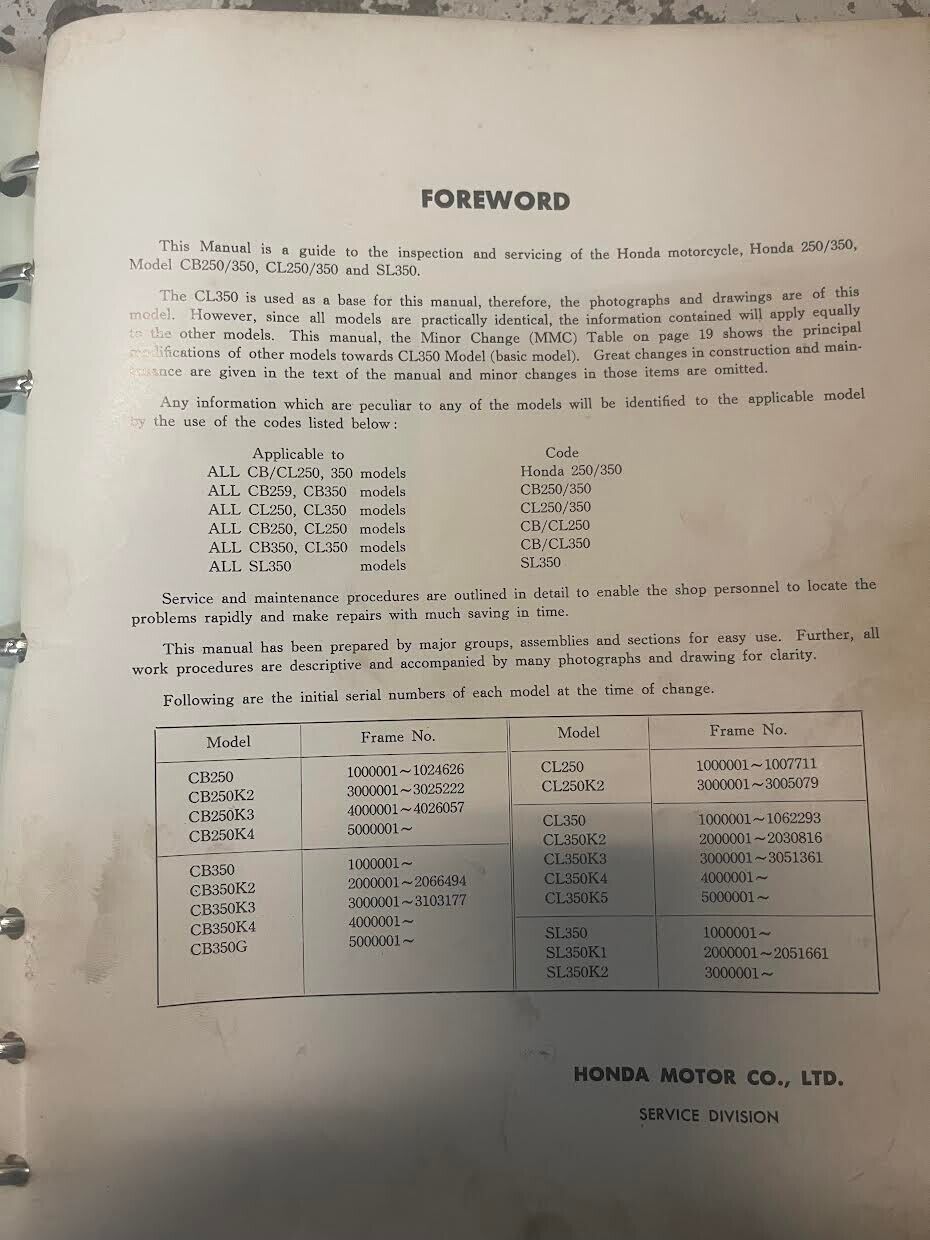 FOREWORD
This Manual is a guide to the inspection and servicing of the Honda motorcycle, Honda 250/350,
Model CB250/350, CL250/350 and SL350.
The CL350 is used as a base for this manual, therefore, the photographs and drawings are of this
model. However, since all models are practically identical, the information contained will apply equally
to the other models. This manual, the Minor Change (MMC) Table on page 19 shows the principal
modifications of other models towards CL350 Model (basic model). Great changes in construction and main-
tenance are given in the text of the manual and minor changes in those items are omitted.
Any information which are peculiar to any of the models will be identified to the applicable model
by the use of the codes listed below :
Applicable to Code
ALL CB/CL250, 350 models Honda 250/350
ALL CB259, CB350 models CB250/350
ALL CL250, CL350 models CL250/350
ALL CB250, CL250 models CB/CL250
ALL CB350, CL350 models CB/CL350
ALL SL350 models SL350
Service and maintenance procedures are outlined in detail to enable the shop personnel to locate the
problems rapidly and make repairs with much saving in time.
This manual has been prepared by major groups, assemblies and sections for easy use. Further, all
work procedures are descriptive and accompanied by many photographs and drawing for clarity.
Following are the initial serial numbers of each model at the time of change.
Model Frame No. Model Frame No.
CB250 1000001~1024626 CL250 1000001~1007711
CB250K2 3000001~3025222 CL250K2 3000001~3005079
CB250K3 4000001~4026057 CL350 1000001~1062293
CB250K4 5000001~ CL350K2 2000001~2030816
CB350 1000001~ CL350K3 3000001~3051361
CB350K2 2000001~2066494 CL350K4 4000001~
CB350K3 3000001~3103177 CL350K5 5000001~
CB350K4 4000001~ SL350 1000001~
CB350G 5000001~ SL350K1 2000001~2051661
SL350K2 3000001~
HONDA MOTOR CO., LTD.
SERVICE DIVISION